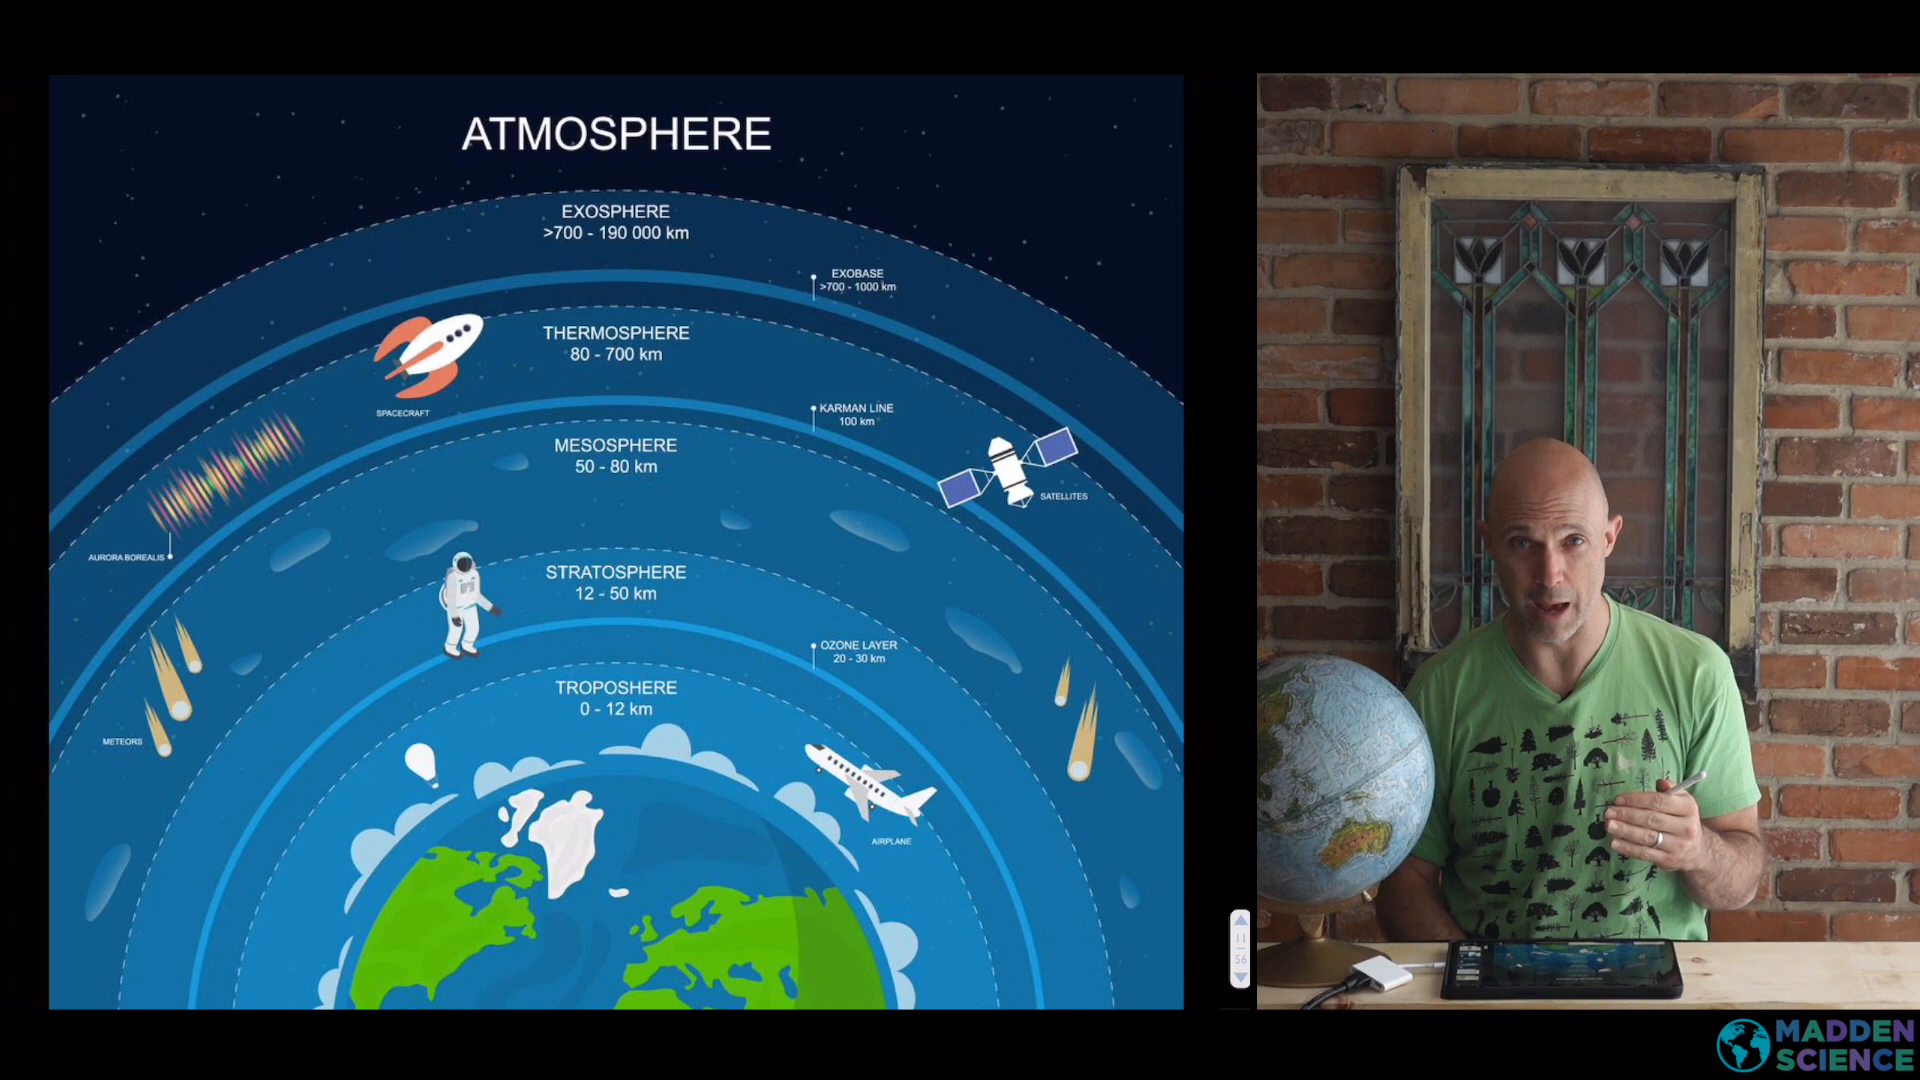 ATMOSPHERE
EXOSPHERE
>700 - 190 000 km
EXOBASE
>700 - 1000 km
THERMOSPHERE
80 - 700 km
SPACECRAFT
KARMAN LINE
100 km
MESOSPHERE
50 - 80 km
SATELLITES
AURORA BOREALIS
STRATOSPHERE
12 - 50 km
OZONE LAYER
20 - 30 km
TROPOSHERE
0 - 12 km
METEORS
AIRPLANE
11
56
MADDEN
SCIENCE